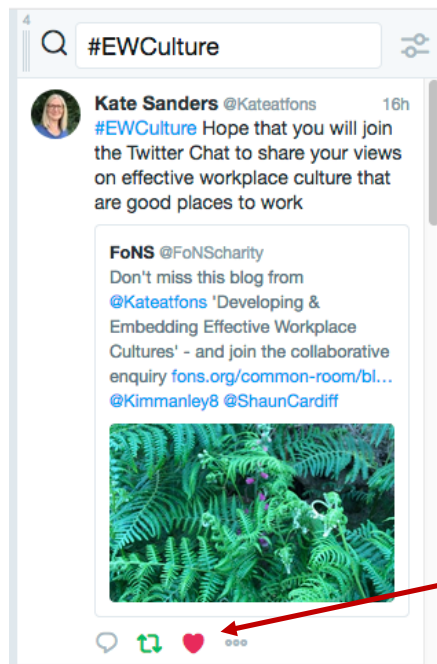 4
#EWCulture
Kate Sanders @Kateatfons 16h
#EWCulture Hope that you will join
the Twitter Chat to share your views
on effective workplace culture that
are good places to work
FoNS @FoNScharity
Don't miss this blog from
@Kateatfons 'Developing &
Embedding Effective Workplace
Cultures' - and join the collaborative
enquiry fons.org/common-room/bl...
@Kimmanley8 @ShaunCardiff